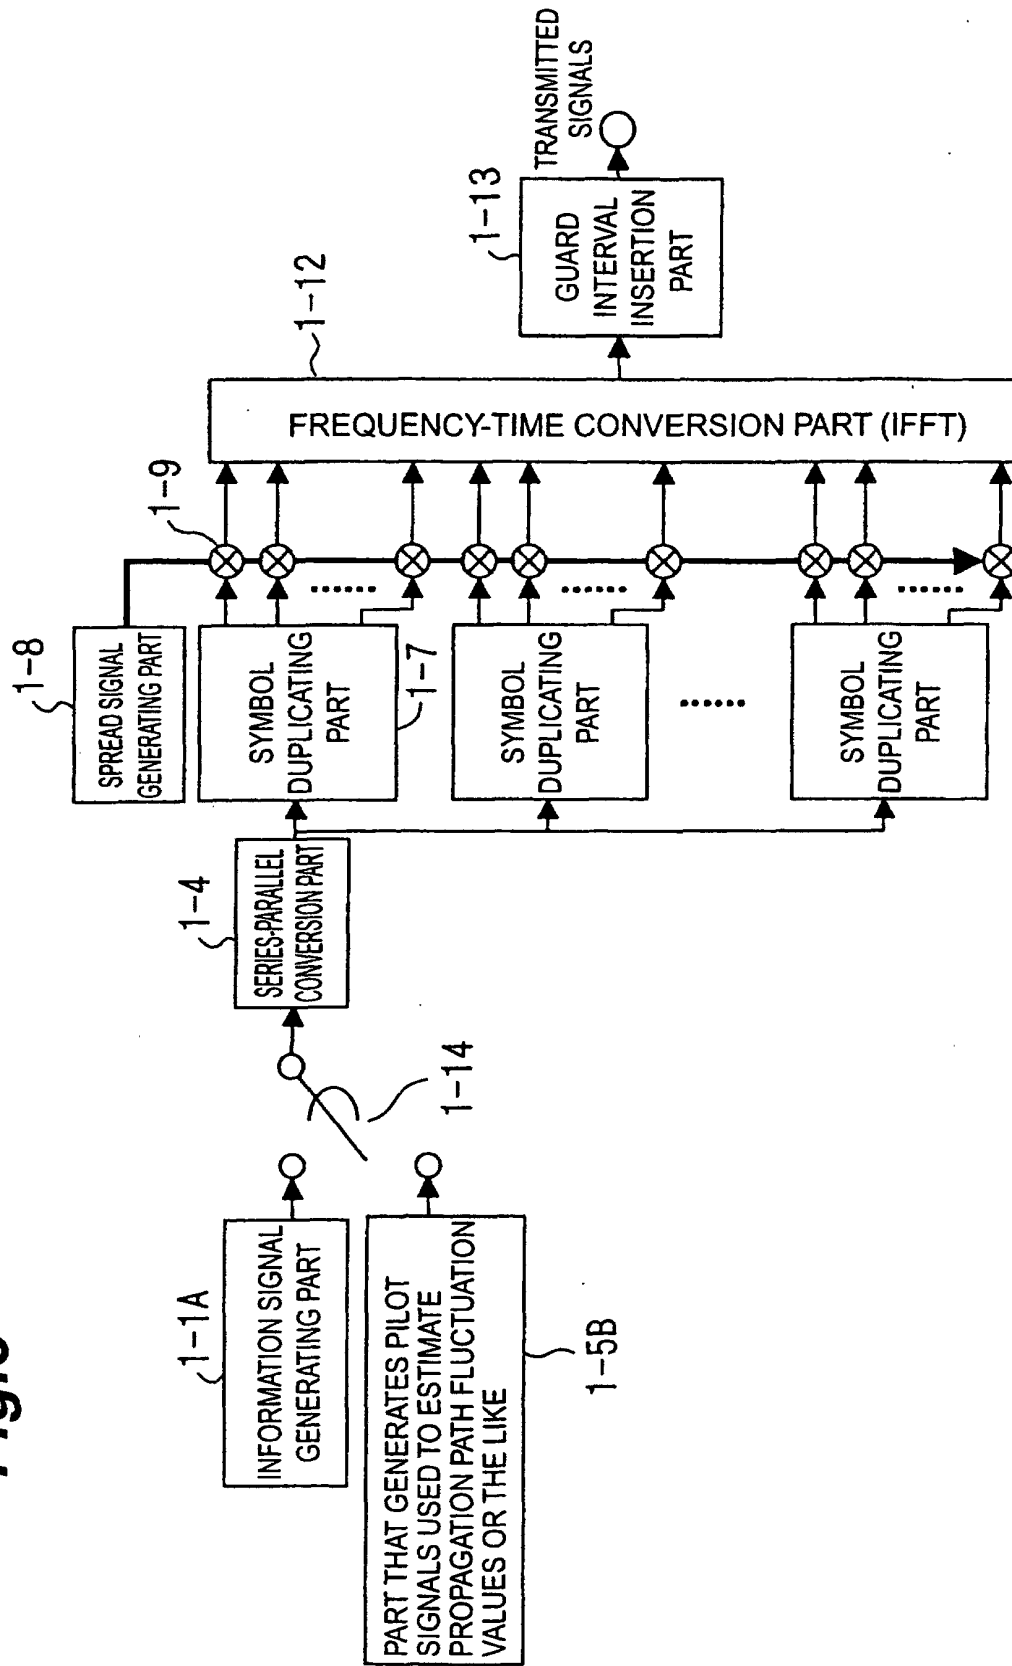 1-1A
INFORMATION SIGNAL
GENERATING PART
PART THAT GENERATES PILOT
SIGNALS USED TO ESTIMATE
PROPAGATION PATH FLUCTUATION
VALUES OR THE LIKE
1-5B
1-14
1-4
SERIES-PARALLEL
CONVERSION PART
1-8
SPREAD SIGNAL
GENERATING PART
SYMBOL
DUPLICATING
PART
1-7
SYMBOL
DUPLICATING
PART
SYMBOL
DUPLICATING
PART
1-9
1-12
FREQUENCY-TIME CONVERSION PART (IFFT)
1-13
GUARD
INTERVAL
INSERTION
PART
TRANSMITTED
SIGNALS